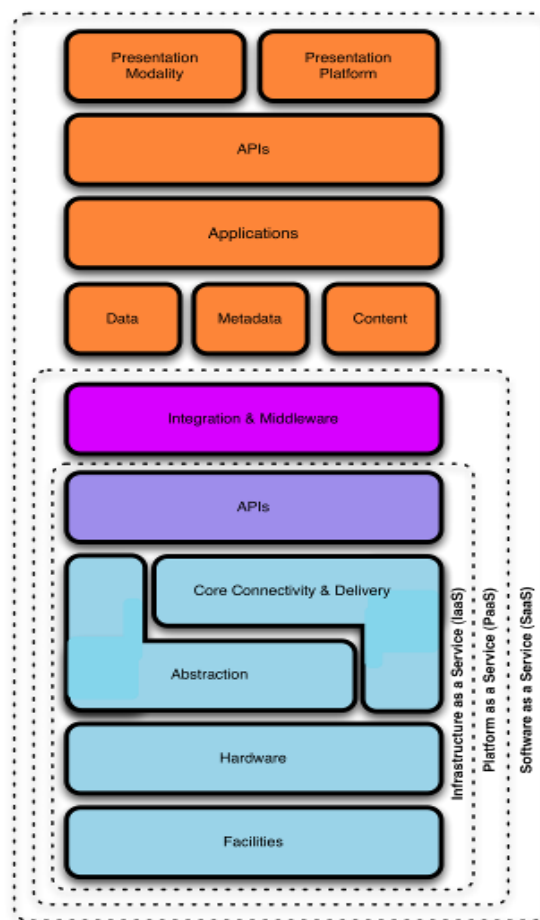 Presentation
Modality
Presentation
Platform
APIs
Applications
Data
Metadata
Content
Integration & Middleware
APIs
Core Connectivity & Delivery
Abstraction
Hardware
Facilities
Infrastructure as a Service (IaaS)
Platform as a Service (PaaS)
Software as a Service (SaaS)